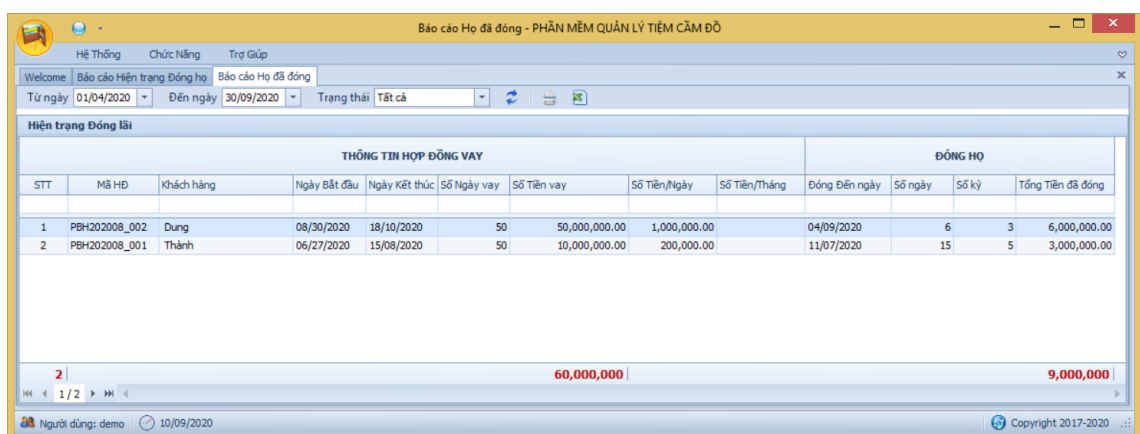 Báo cáo Họ đã đóng - PHẦN MỀM QUẢN LÝ TIỆM CẦM ĐỒ
Hệ Thống Chức Năng Trợ Giúp
Welcome Báo cáo Hiện trạng Đóng họ Báo cáo Họ đã đóng
Từ ngày 01/04/2020 Đến ngày 30/09/2020 Trạng thái Tất cả
Hiện trạng Đóng lãi
THÔNG TIN HỢP ĐỒNG VAY ĐÓNG HỌ
STT Mã HĐ Khách hàng Ngày Bắt đầu Ngày Kết thúc Số Ngày vay Số Tiền vay Số Tiền/Ngày Số Tiền/Tháng Đóng Đến ngày Số ngày Số kỳ Tổng Tiền đã đóng
1 PBH202008_002 Dung 08/30/2020 18/10/2020 50 50,000,000.00 1,000,000.00 04/09/2020 6 3 6,000,000.00
2 PBH202008_001 Thành 06/27/2020 15/08/2020 50 10,000,000.00 200,000.00 11/07/2020 15 5 3,000,000.00
2 60,000,000 9,000,000
1 / 2
Người dùng: demo 10/09/2020 Copyright 2017-2020